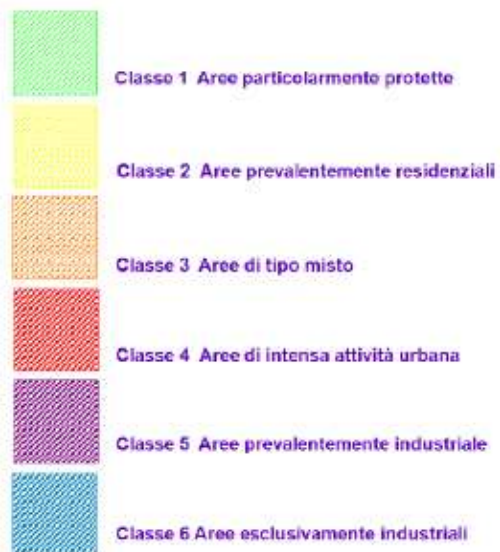 Classe 1 Aree particolarmente protette
Classe 2 Aree prevalentemente residenziali
Classe 3 Aree di tipo misto
Classe 4 Aree di intensa attività urbana
Classe 5 Aree prevalentemente industriale
Classe 6 Aree esclusivamente industriali